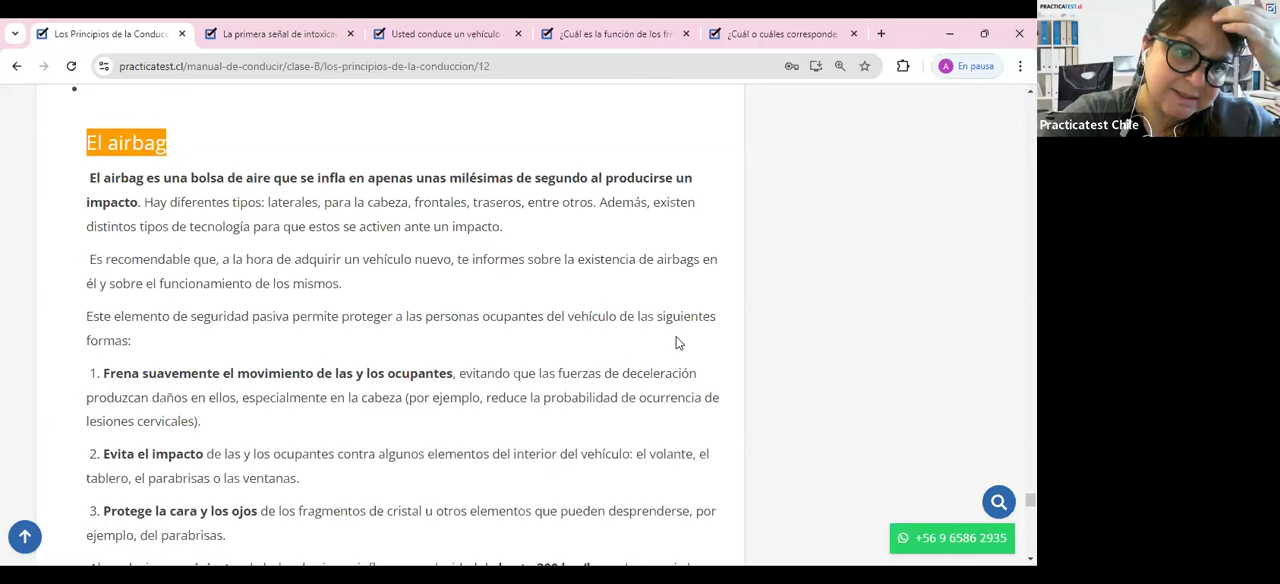 Los Principios de la Conducc
La primera señal de intoxica
Usted conduce un vehículo
¿Cuál es la función de los fre
¿Cuál o cuáles corresponde
practicatest.cl/manual-de-conducir/clase-B/los-principios-de-la-conduccion/12
A En pausa
PRACTICATEST.cl
Practicatest Chile
El airbag
El airbag es una bolsa de aire que se infla en apenas unas milésimas de segundo al producirse un
impacto. Hay diferentes tipos: laterales, para la cabeza, frontales, traseros, entre otros. Además, existen
distintos tipos de tecnología para que estos se activen ante un impacto.
Es recomendable que, a la hora de adquirir un vehículo nuevo, te informes sobre la existencia de airbags en
él y sobre el funcionamiento de los mismos.
Este elemento de seguridad pasiva permite proteger a las personas ocupantes del vehículo de las siguientes
formas:
1. Frena suavemente el movimiento de las y los ocupantes, evitando que las fuerzas de deceleración
produzcan daños en ellos, especialmente en la cabeza (por ejemplo, reduce la probabilidad de ocurrencia de
lesiones cervicales).
2. Evita el impacto de las y los ocupantes contra algunos elementos del interior del vehículo: el volante, el
tablero, el parabrisas o las ventanas.
3. Protege la cara y los ojos de los fragmentos de cristal u otros elementos que pueden desprenderse, por
ejemplo, del parabrisas.
+56 9 6586 2935